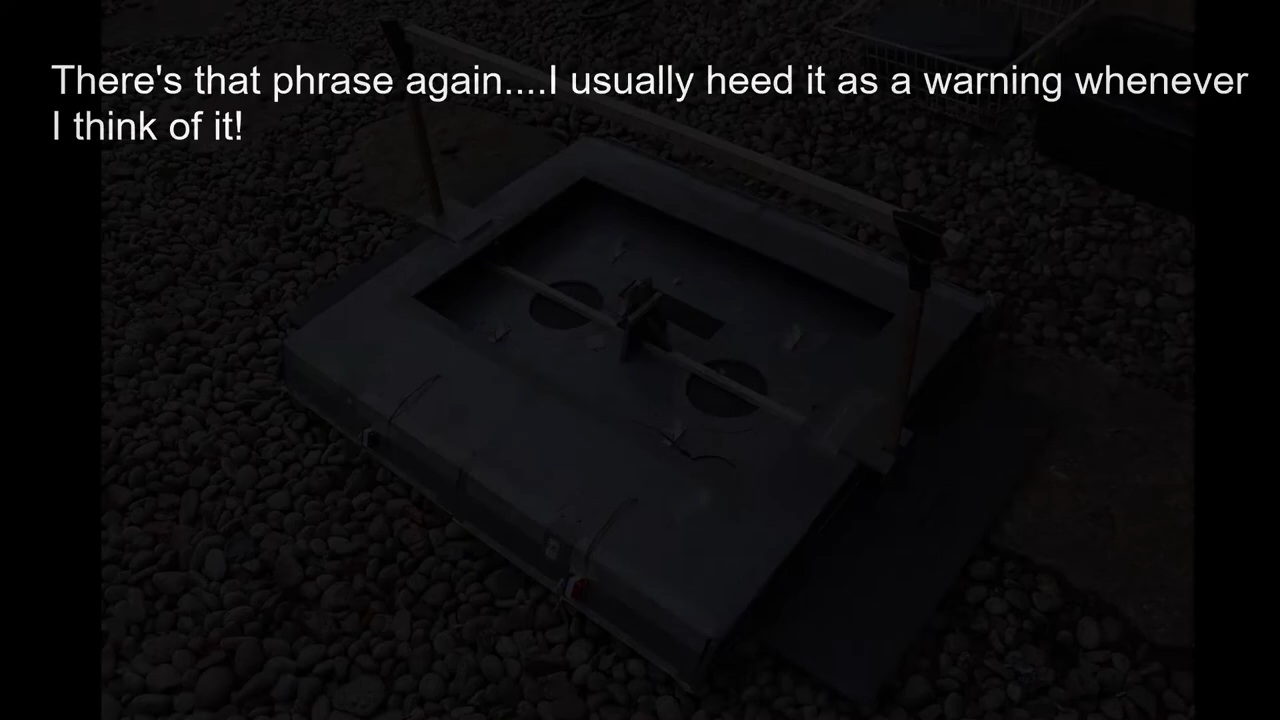 There's that phrase again....I usually heed it as a warning whenever
I think of it!